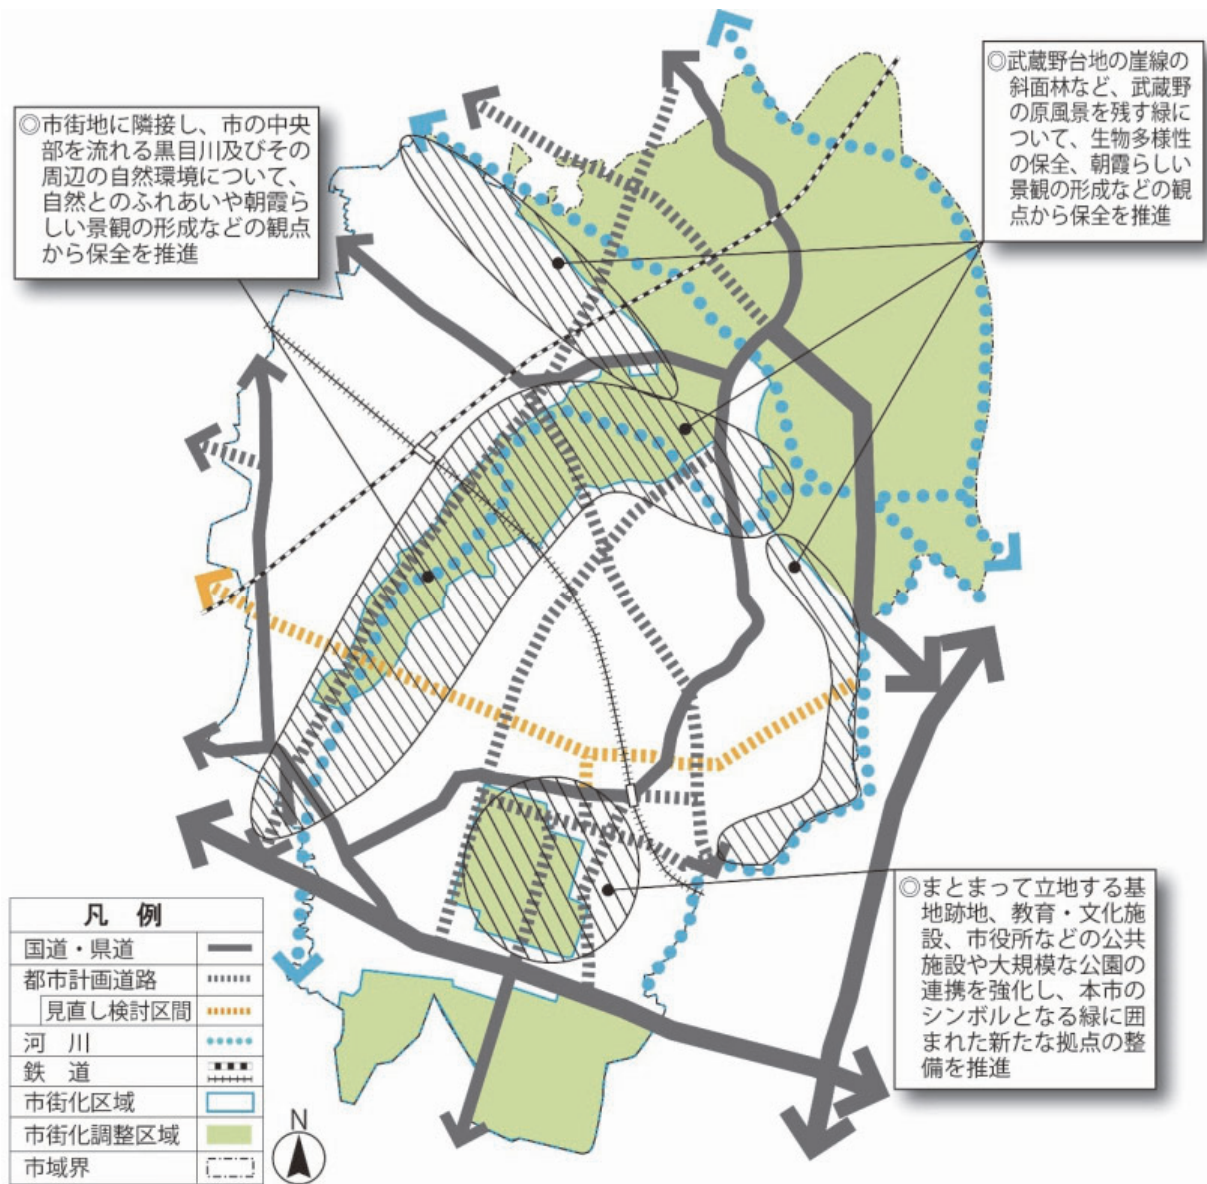 ◎市街地に隣接し、市の中央
部を流れる黒目川及びその
周辺の自然環境について、
自然とのふれあいや朝霞ら
しい景観の形成などの観点
から保全を推進
◎武蔵野台地の崖線の
斜面林など、武蔵野
の原風景を残す緑に
ついて、生物多様性
の保全、朝霞らしい
景観の形成などの観
点から保全を推進
◎まとまって立地する基
地跡地、教育・文化施
設、市役所などの公共
施設や大規模な公園の
連携を強化し、本市の
シンボルとなる緑に囲
まれた新たな拠点の整
備を推進
凡 例
国道・県道
都市計画道路
見直し検討区間
河 川
鉄 道
市街化区域
市街化調整区域
市域界
N